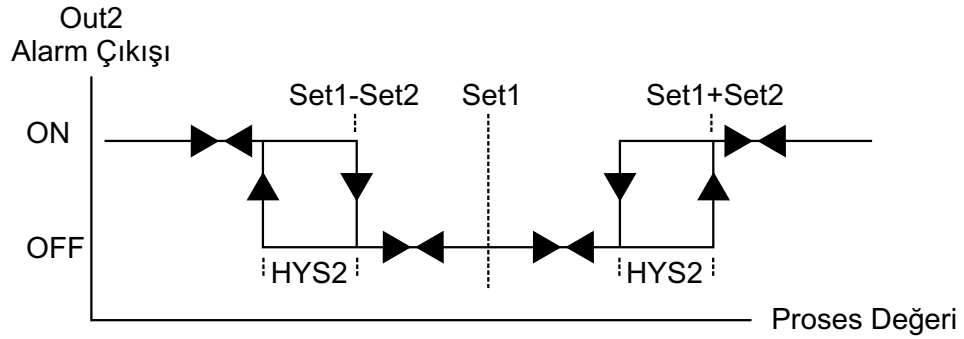 Out2
Alarm Çıkışı
Set1-Set2
Set1
Set1+Set2
ON
OFF
HYS2
HYS2
Proses Değeri